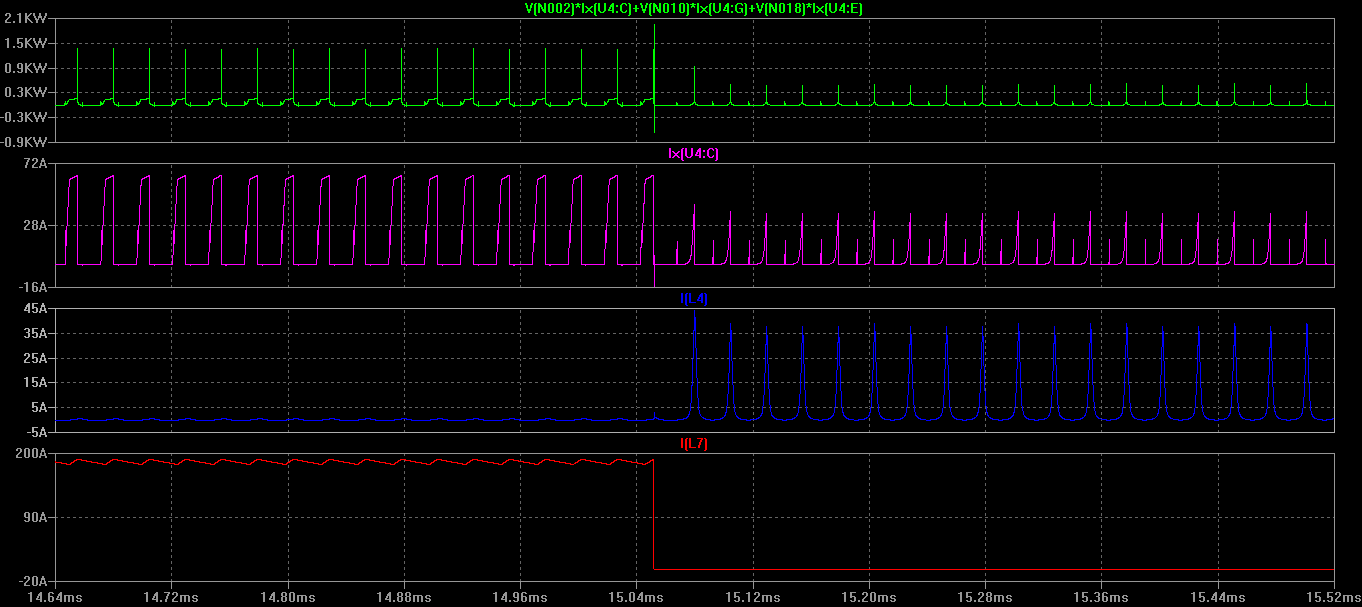 V(N002)*Ix(U4:C)+V(N010)*Ix(U4:G)+V(N018)*Ix(U4:E)
2.1KW
1.5KW
0.9KW
0.3KW
-0.3KW
-0.9KW
Ix(U4:C)
72A
28A
-16A
I(L4)
45A
35A
25A
15A
5A
-5A
I(L7)
200A
90A
-20A
14.64ms 14.72ms 14.80ms 14.88ms 14.96ms 15.04ms 15.12ms 15.20ms 15.28ms 15.36ms 15.44ms 15.52ms